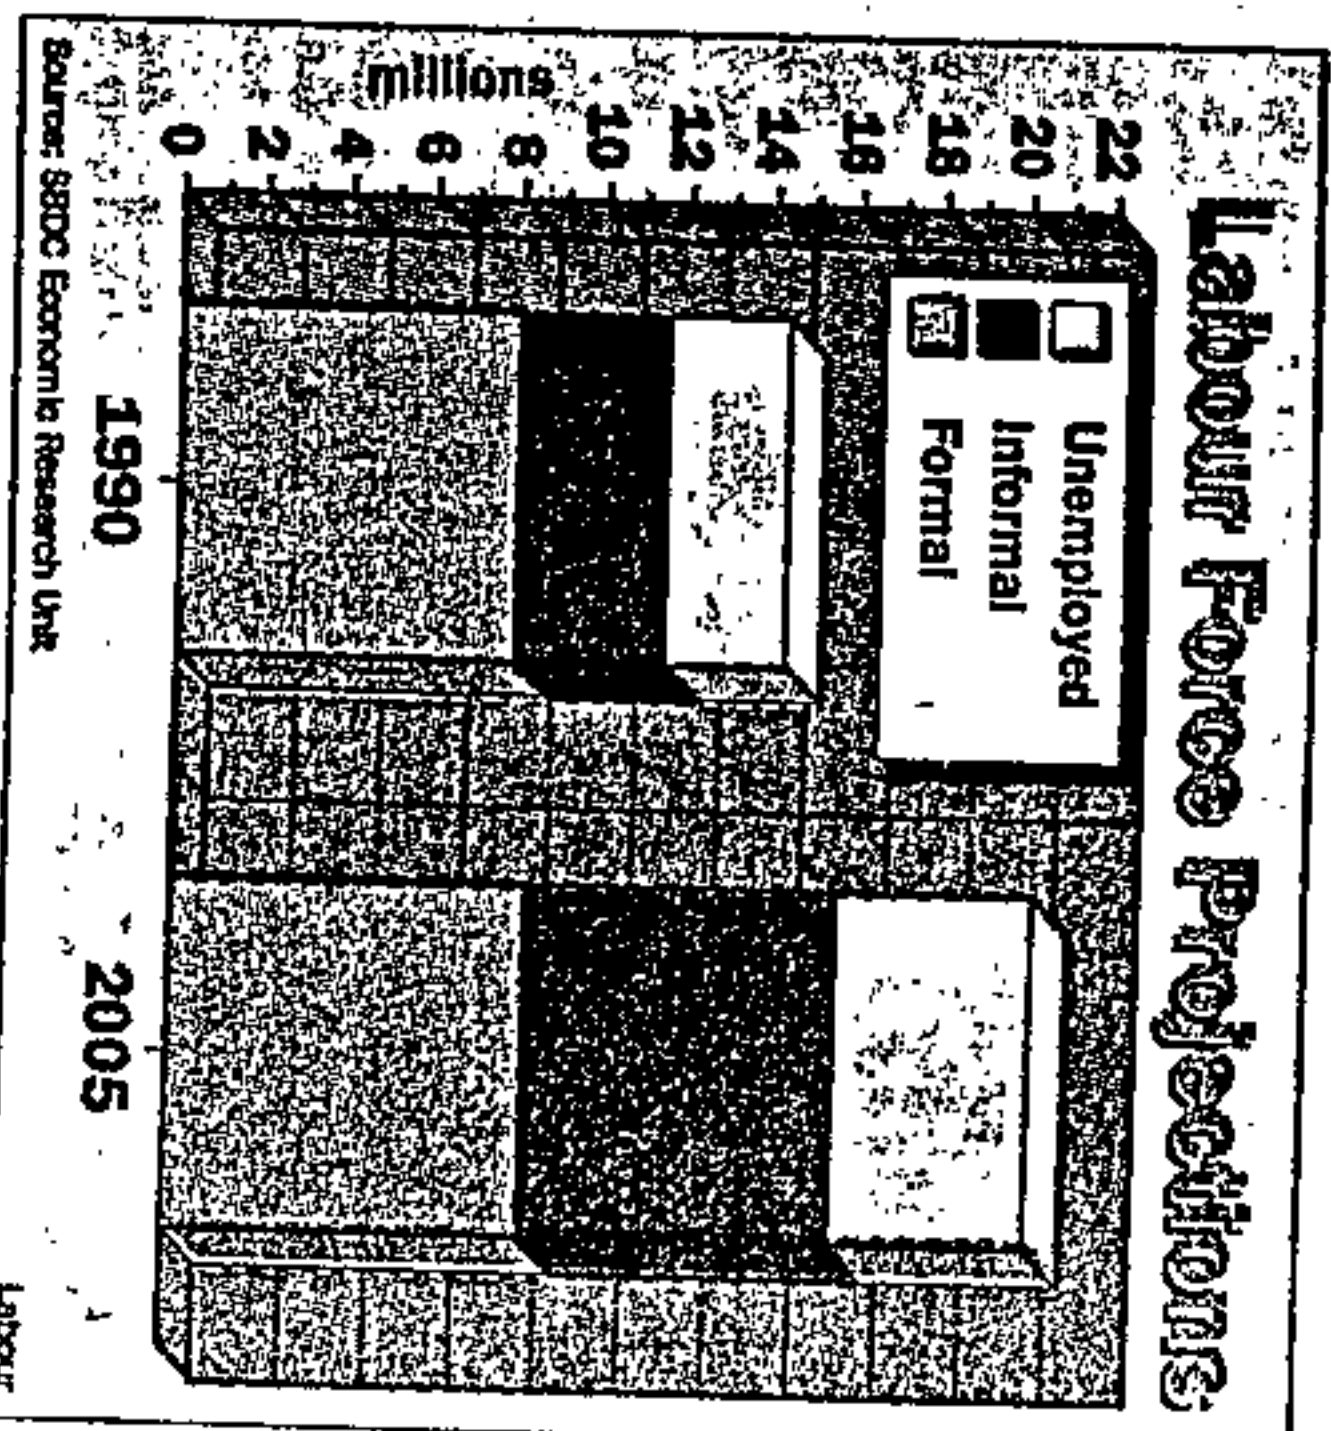 Labour Force Projections
22
20
18
16
14
12
10
8
6
4
2
0
millions
Unemployed
Informal
Formal
1990
2005
Source: SBDC Economic Research Unit
Labour